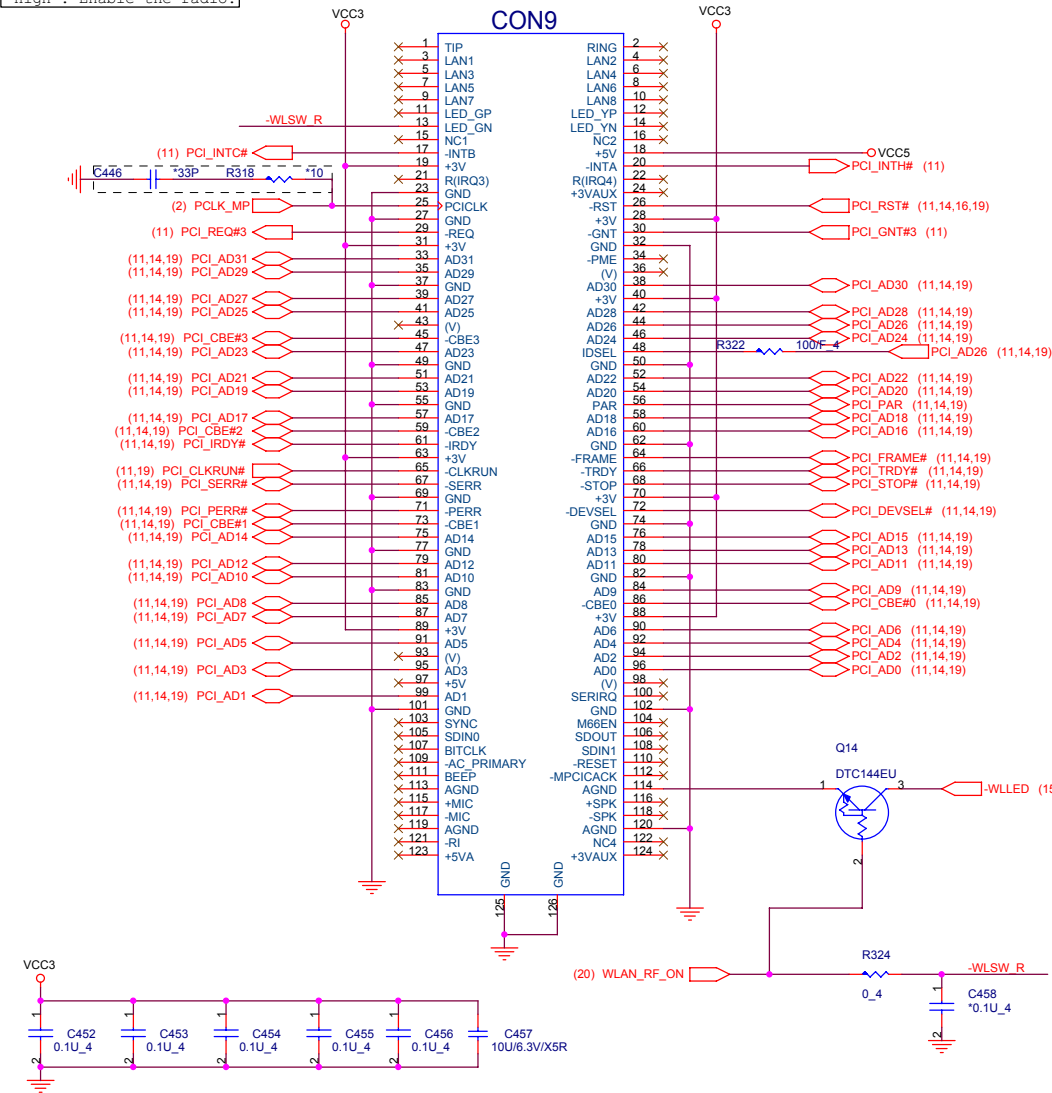 High : Enable the radio.
VCC3
CON9
VCC3
1 TIP RING 2
3 LAN1 LAN2 4
5 LAN3 LAN4 6
7 LAN5 LAN6 8
9 LAN7 LAN8 10
11 LED_GP LED_YP 12
-WLSW_R 13 LED_GN LED_YN 14
15 NC1 NC2 16
(11) PCI_INTC# 17 -INTB +5V 18 VCC5
19 +3V -INTA 20 PCI_INTH# (11)
C446 *33P R318 *10 21 R(IRQ3) R(IRQ4) 22
23 GND +3VAUX 24
(2) PCLK_MP 25 PCICLK -RST 26 PCI_RST# (11,14,16,19)
27 GND +3V 28
(11) PCI_REQ#3 29 -REQ -GNT 30 PCI_GNT#3 (11)
31 +3V GND 32
(11,14,19) PCI_AD31 33 AD31 -PME 34
(11,14,19) PCI_AD29 35 AD29 (V) 36
37 GND AD30 38 PCI_AD30 (11,14,19)
(11,14,19) PCI_AD27 39 AD27 +3V 40
(11,14,19) PCI_AD25 41 AD25 AD28 42 PCI_AD28 (11,14,19)
43 (V) AD26 44 PCI_AD26 (11,14,19)
(11,14,19) PCI_CBE#3 45 -CBE3 AD24 46 PCI_AD24 (11,14,19)
(11,14,19) PCI_AD23 47 AD23 IDSEL 48 R322 100/F_4 PCI_AD26 (11,14,19)
49 GND GND 50
(11,14,19) PCI_AD21 51 AD21 AD22 52 PCI_AD22 (11,14,19)
(11,14,19) PCI_AD19 53 AD19 AD20 54 PCI_AD20 (11,14,19)
55 GND PAR 56 PCI_PAR (11,14,19)
(11,14,19) PCI_AD17 57 AD17 AD18 58 PCI_AD18 (11,14,19)
(11,14,19) PCI_CBE#2 59 -CBE2 AD16 60 PCI_AD16 (11,14,19)
(11,14,19) PCI_IRDY# 61 -IRDY GND 62
63 +3V -FRAME 64 PCI_FRAME# (11,14,19)
(11,19) PCI_CLKRUN# 65 -CLKRUN -TRDY 66 PCI_TRDY# (11,14,19)
(11,14,19) PCI_SERR# 67 -SERR -STOP 68 PCI_STOP# (11,14,19)
69 GND +3V 70
(11,14,19) PCI_PERR# 71 -PERR -DEVSEL 72 PCI_DEVSEL# (11,14,19)
(11,14,19) PCI_CBE#1 73 -CBE1 GND 74
(11,14,19) PCI_AD14 75 AD14 AD15 76 PCI_AD15 (11,14,19)
77 GND AD13 78 PCI_AD13 (11,14,19)
(11,14,19) PCI_AD12 79 AD12 AD11 80 PCI_AD11 (11,14,19)
(11,14,19) PCI_AD10 81 AD10 GND 82
83 GND AD9 84 PCI_AD9 (11,14,19)
(11,14,19) PCI_AD8 85 AD8 -CBE0 86 PCI_CBE#0 (11,14,19)
(11,14,19) PCI_AD7 87 AD7 +3V 88
89 +3V AD6 90 PCI_AD6 (11,14,19)
(11,14,19) PCI_AD5 91 AD5 AD4 92 PCI_AD4 (11,14,19)
93 (V) AD2 94 PCI_AD2 (11,14,19)
(11,14,19) PCI_AD3 95 AD3 AD0 96 PCI_AD0 (11,14,19)
97 +5V (V) 98
(11,14,19) PCI_AD1 99 AD1 SERIRQ 100
101 GND GND 102
103 SYNC M66EN 104
105 SDIN0 SDOUT 106
107 BITCLK SDIN1 108
109 -AC_PRIMARY -RESET 110
111 BEEP -MPCICACK 112
113 AGND AGND 114
115 +MIC +SPK 116
117 -MIC -SPK 118
119 AGND AGND 120
121 -RI NC4 122
123 +5VA +3VAUX 124
GND GND
125 126
Q14
DTC144EU
1 3 -WLLED (15
2
(20) WLAN_RF_ON R324 -WLSW_R
0_4
1 C458
*0.1U_4
2
VCC3
1 1 1 1 1
C452 C453 C454 C455 C456 C457
0.1U_4 0.1U_4 0.1U_4 0.1U_4 0.1U_4 10U/6.3V/X5R
2 2 2 2 2